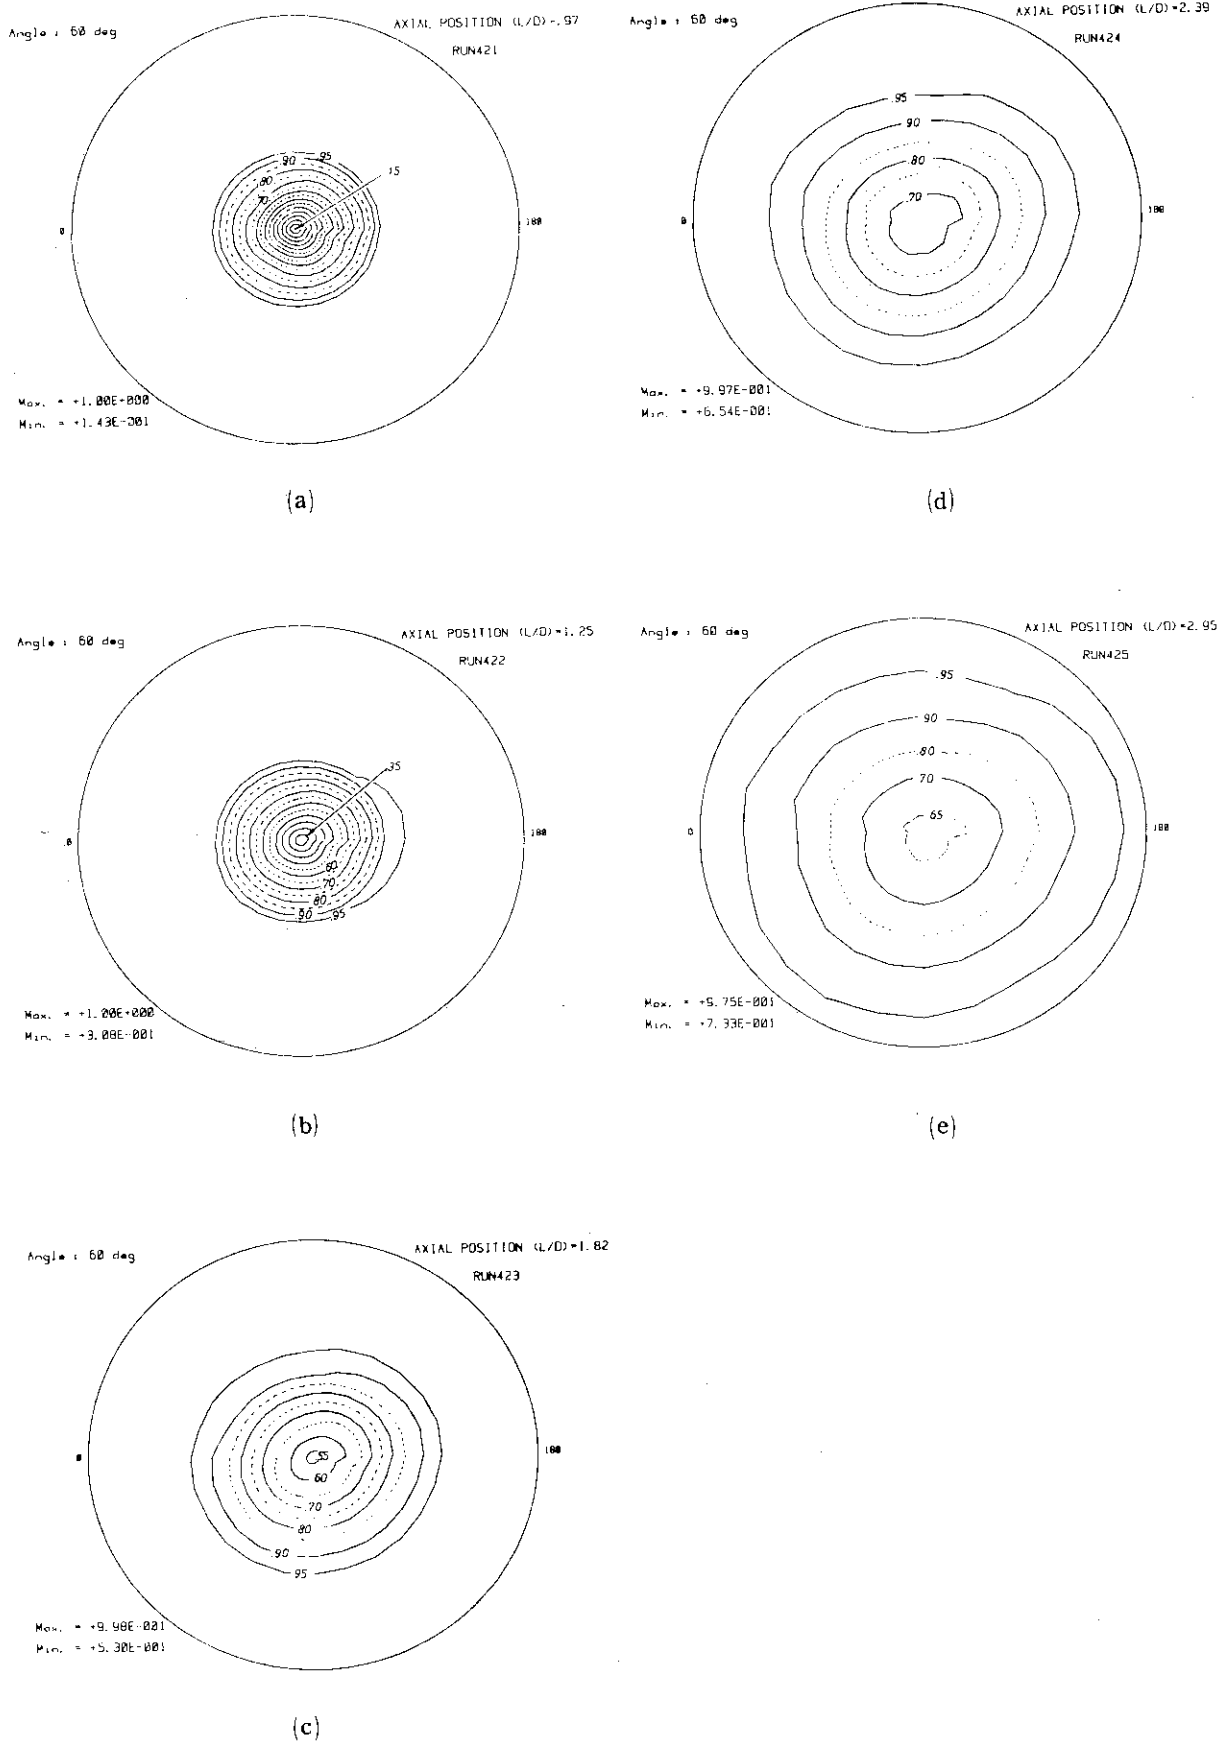 Angle : 60 deg
AXIAL POSITION (L/D)=.97
RUN421
.90
.95
.80
.15
.70
0
180
Max. = +1.00E+000
Min. = +1.43E-001
(a)
Angle : 60 deg
AXIAL POSITION (L/D)=1.25
RUN422
.35
0
180
.60
.70
.80
.90
.95
Max. = +1.00E+000
Min. = +3.08E-001
(b)
Angle : 60 deg
AXIAL POSITION (L/D)=1.82
RUN423
0
180
.55
.60
.70
.80
.90
.95
Max. = +9.98E-001
Min. = +5.30E-001
(c)
Angle : 60 deg
AXIAL POSITION (L/D)=2.39
RUN424
.95
.90
.80
.70
0
180
Max. = +9.97E-001
Min. = +6.54E-001
(d)
Angle : 60 deg
AXIAL POSITION (L/D)=2.95
RUN425
.95
.90
.80
.70
.65
0
180
Max. = +9.75E-001
Min. = +7.33E-001
(e)